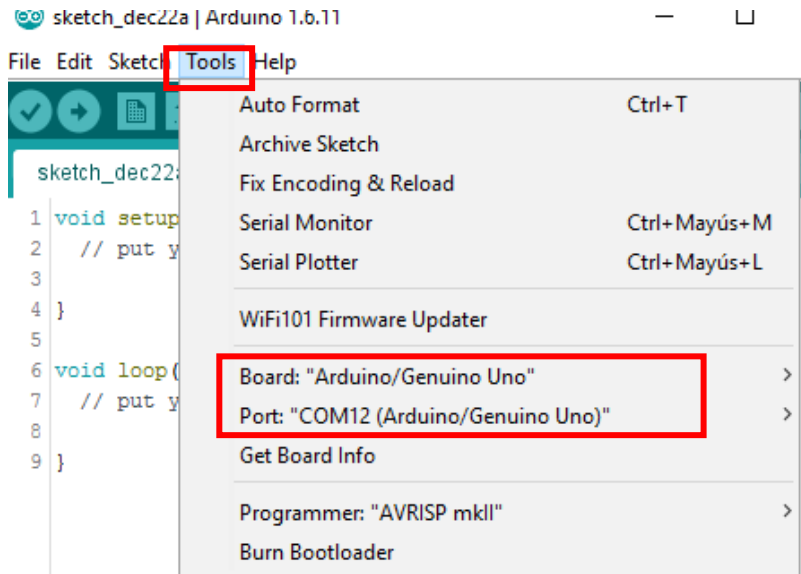 sketch_dec22a | Arduino 1.6.11
File Edit Sketch Tools Help
Auto Format Ctrl+T
Archive Sketch
sketch_dec22a
Fix Encoding & Reload
1 void setup
Serial Monitor Ctrl+Mayús+M
2 // put y
Serial Plotter Ctrl+Mayús+L
3
4 }
WiFi101 Firmware Updater
5
6 void loop(
Board: "Arduino/Genuino Uno"
7 // put y
Port: "COM12 (Arduino/Genuino Uno)"
8
9 }
Get Board Info
Programmer: "AVRISP mkII"
Burn Bootloader